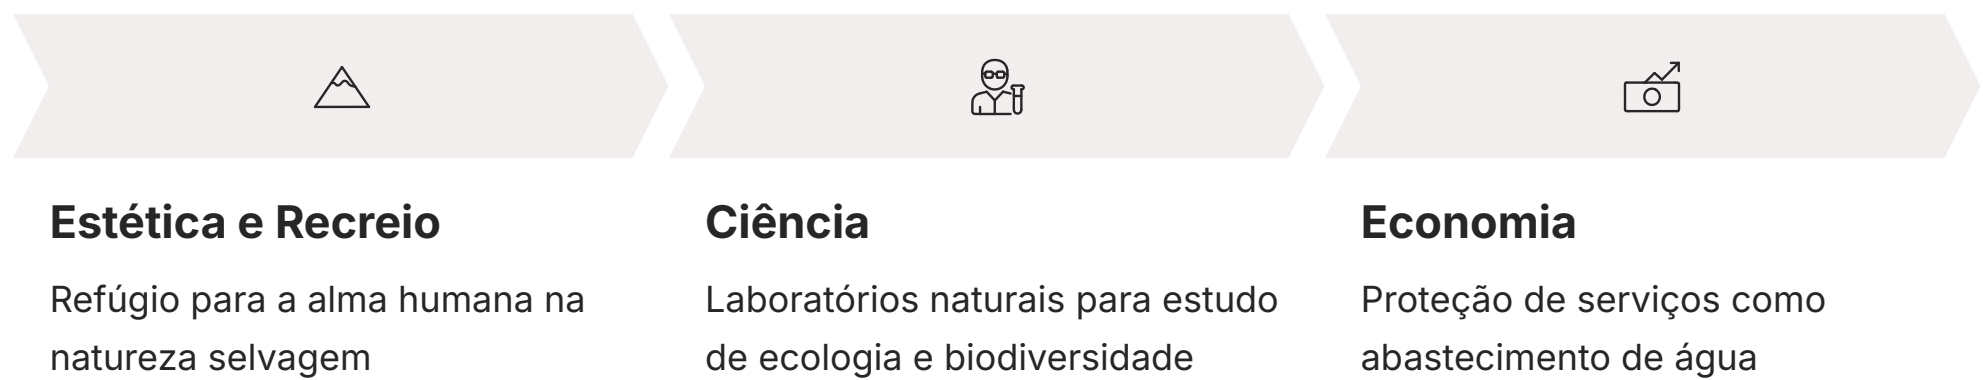 Estética e Recreio
Refúgio para a alma humana na
natureza selvagem
Ciência
Laboratórios naturais para estudo
de ecologia e biodiversidade
Economia
Proteção de serviços como
abastecimento de água